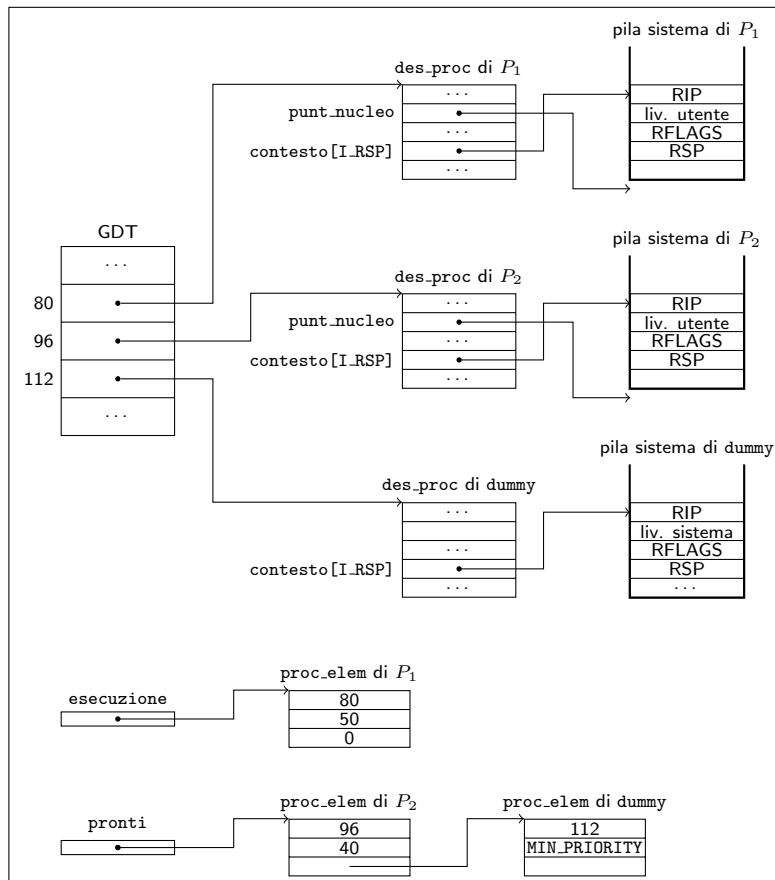 pila sistema di P1
des_proc di P1
...
punt_nucleo
...
contesto[I_RSP]
...
RIP
liv. utente
RFLAGS
RSP
GDT
...
80
96
112
...
pila sistema di P2
des_proc di P2
...
punt_nucleo
...
contesto[I_RSP]
...
RIP
liv. utente
RFLAGS
RSP
pila sistema di dummy
des_proc di dummy
...
...
contesto[I_RSP]
...
RIP
liv. sistema
RFLAGS
RSP
...
esecuzione
proc_elem di P1
80
50
0
pronti
proc_elem di P2
96
40
proc_elem di dummy
112
MIN_PRIORITY